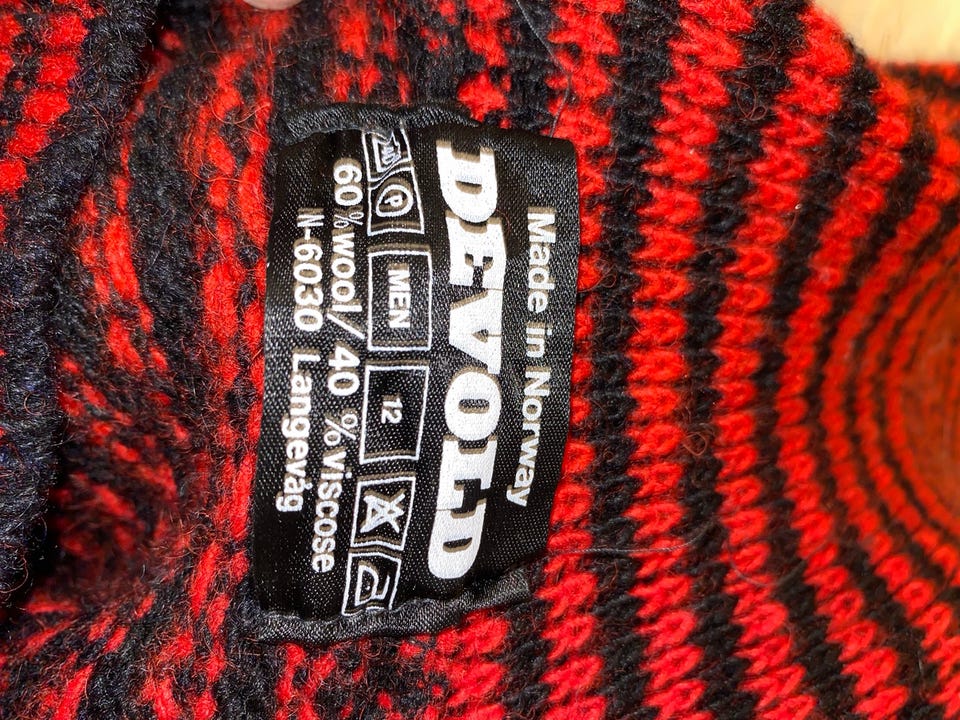 Made in Norway
DEVOLD
P MEN 12
60 % wool/40 % viscose
N-6030 Langevåg